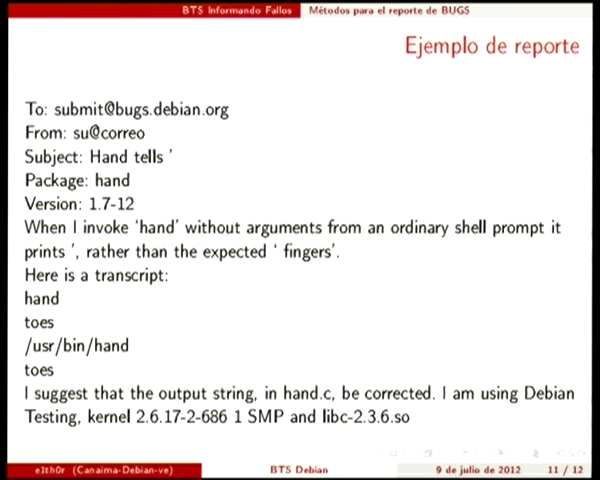 BTS Informando Fallos Métodos para el reporte de BUGS
Ejemplo de reporte
To: submit@bugs.debian.org
From: su@correo
Subject: Hand tells '
Package: hand
Version: 1.7-12
When I invoke 'hand' without arguments from an ordinary shell prompt it
prints ', rather than the expected ' fingers'.
Here is a transcript:
hand
toes
/usr/bin/hand
toes
I suggest that the output string, in hand.c, be corrected. I am using Debian
Testing, kernel 2.6.17-2-686 1 SMP and libc-2.3.6.so
e1th0r (Canaima-Debian-ve) BTS Debian 9 de julio de 2012 11 / 12